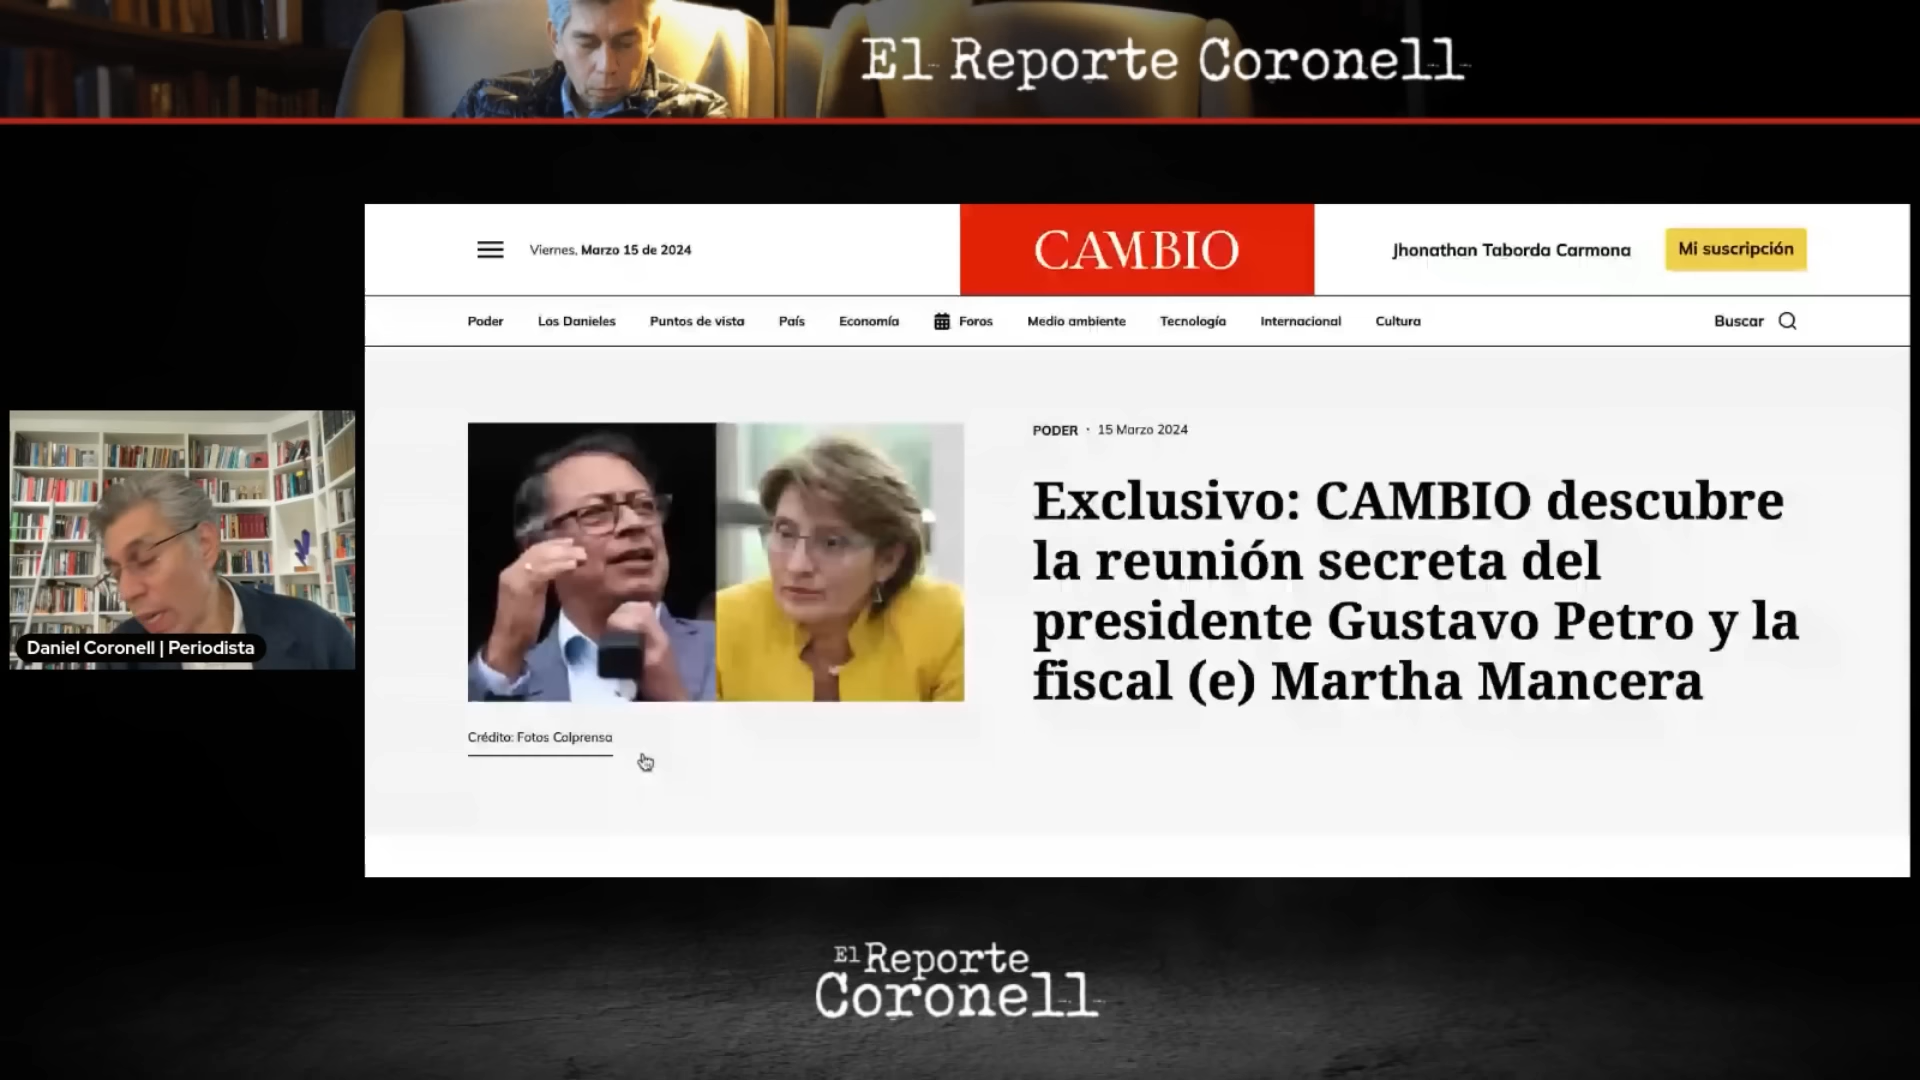 El Reporte Coronell
Viernes, Marzo 15 de 2024
CAMBIO
Jhonathan Taborda Carmona
Mi suscripción
Poder
Los Danieles
Puntos de vista
País
Economía
Foros
Medio ambiente
Tecnología
Internacional
Cultura
Buscar
Daniel Coronell | Periodista
Crédito: Fotos Colprensa
PODER · 15 Marzo 2024
Exclusivo: CAMBIO descubre
la reunión secreta del
presidente Gustavo Petro y la
fiscal (e) Martha Mancera
El Reporte
Coronell